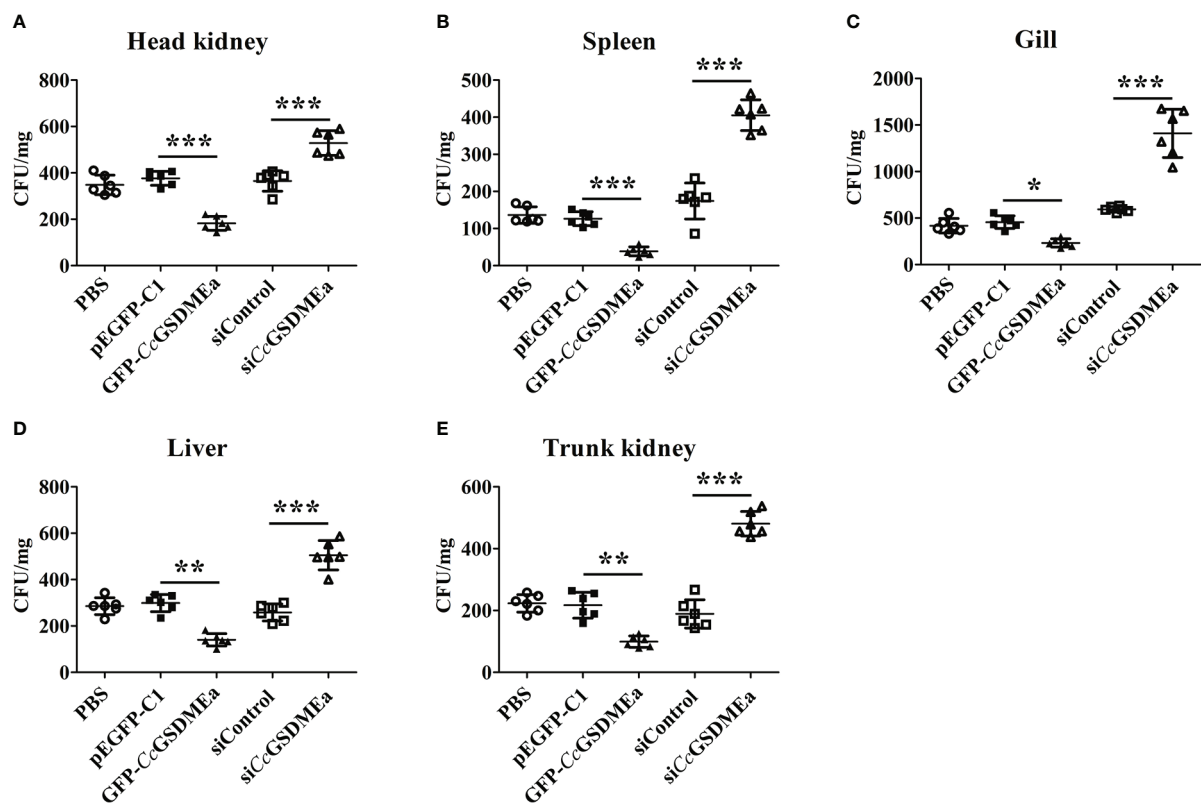 A
Head kidney
CFU/mg
800
600
400
200
0
***
***
PBS
pEGFP-C1
GFP-CcGSDMEa
siControl
siCcGSDMEa
B
Spleen
CFU/mg
500
400
300
200
100
0
***
***
PBS
pEGFP-C1
GFP-CcGSDMEa
siControl
siCcGSDMEa
C
Gill
CFU/mg
2000
1500
1000
500
0
*
***
PBS
pEGFP-C1
GFP-CcGSDMEa
siControl
siCcGSDMEa
D
Liver
CFU/mg
800
600
400
200
0
**
***
PBS
pEGFP-C1
GFP-CcGSDMEa
siControl
siCcGSDMEa
E
Trunk kidney
CFU/mg
600
400
200
0
**
***
PBS
pEGFP-C1
GFP-CcGSDMEa
siControl
siCcGSDMEa